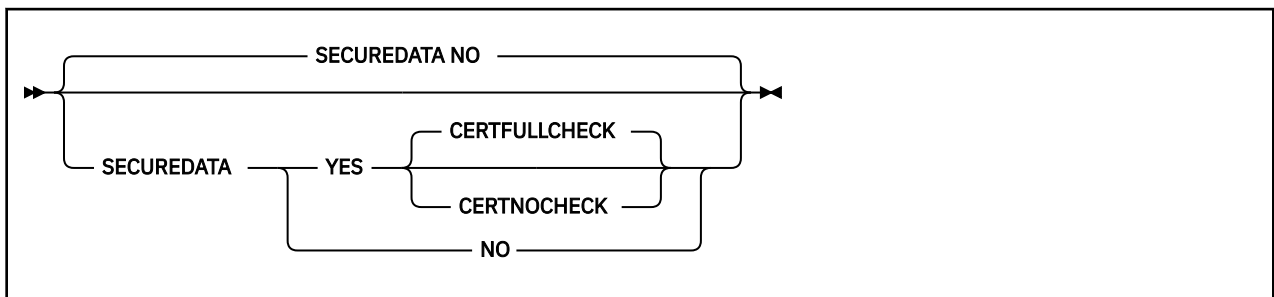 SECUREDATA NO
CERTFULLCHECK
SECUREDATA YES
CERTNOCHECK
NO